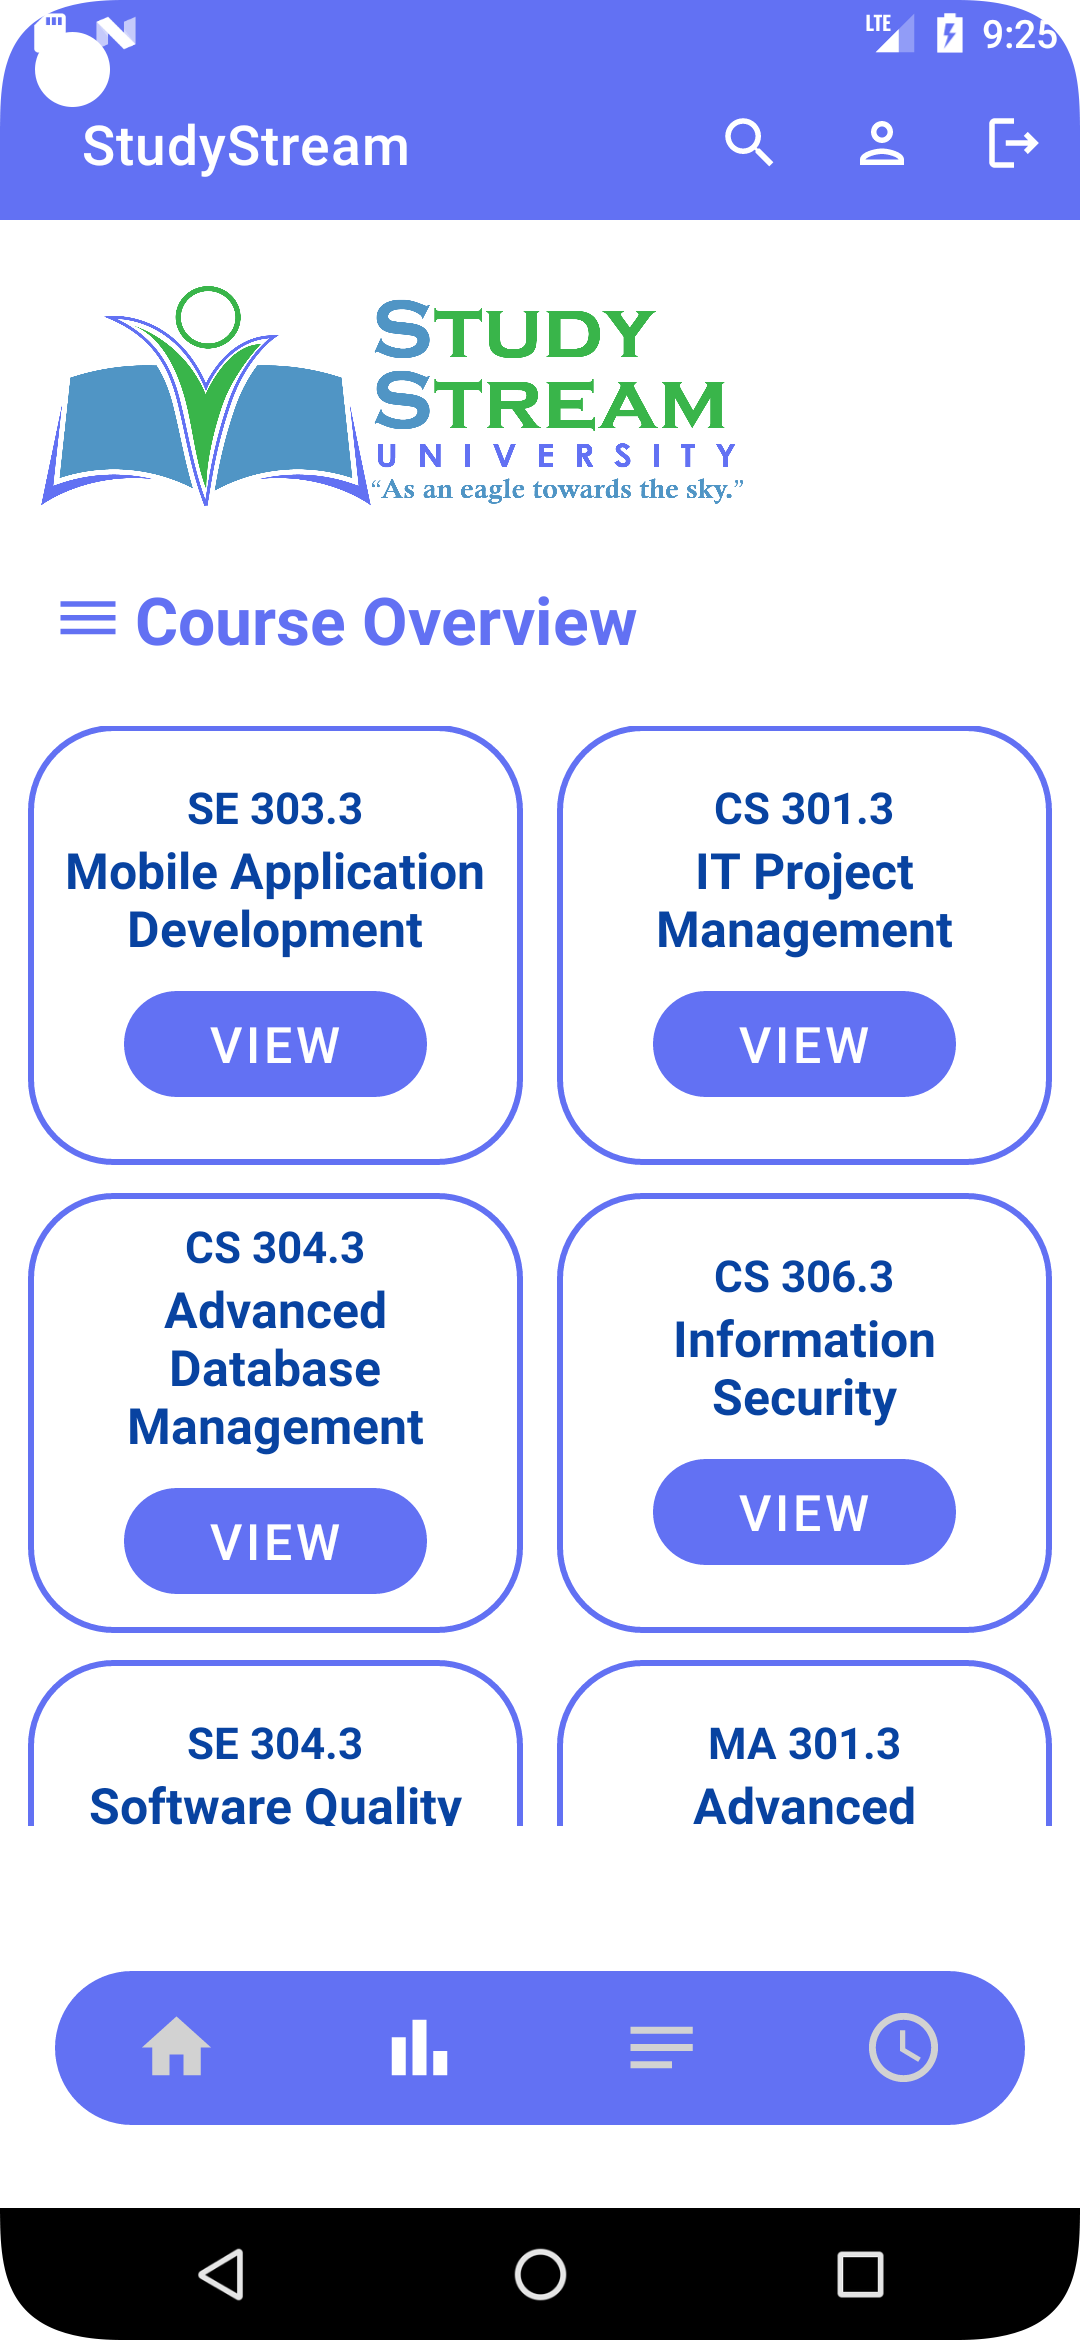 LTE 9:25
StudyStream
STUDY
STREAM
UNIVERSITY
“As an eagle towards the sky.”
Course Overview
SE 303.3
Mobile Application
Development
VIEW
CS 301.3
IT Project
Management
VIEW
CS 304.3
Advanced
Database
Management
VIEW
CS 306.3
Information
Security
VIEW
SE 304.3
Software Quality
MA 301.3
Advanced